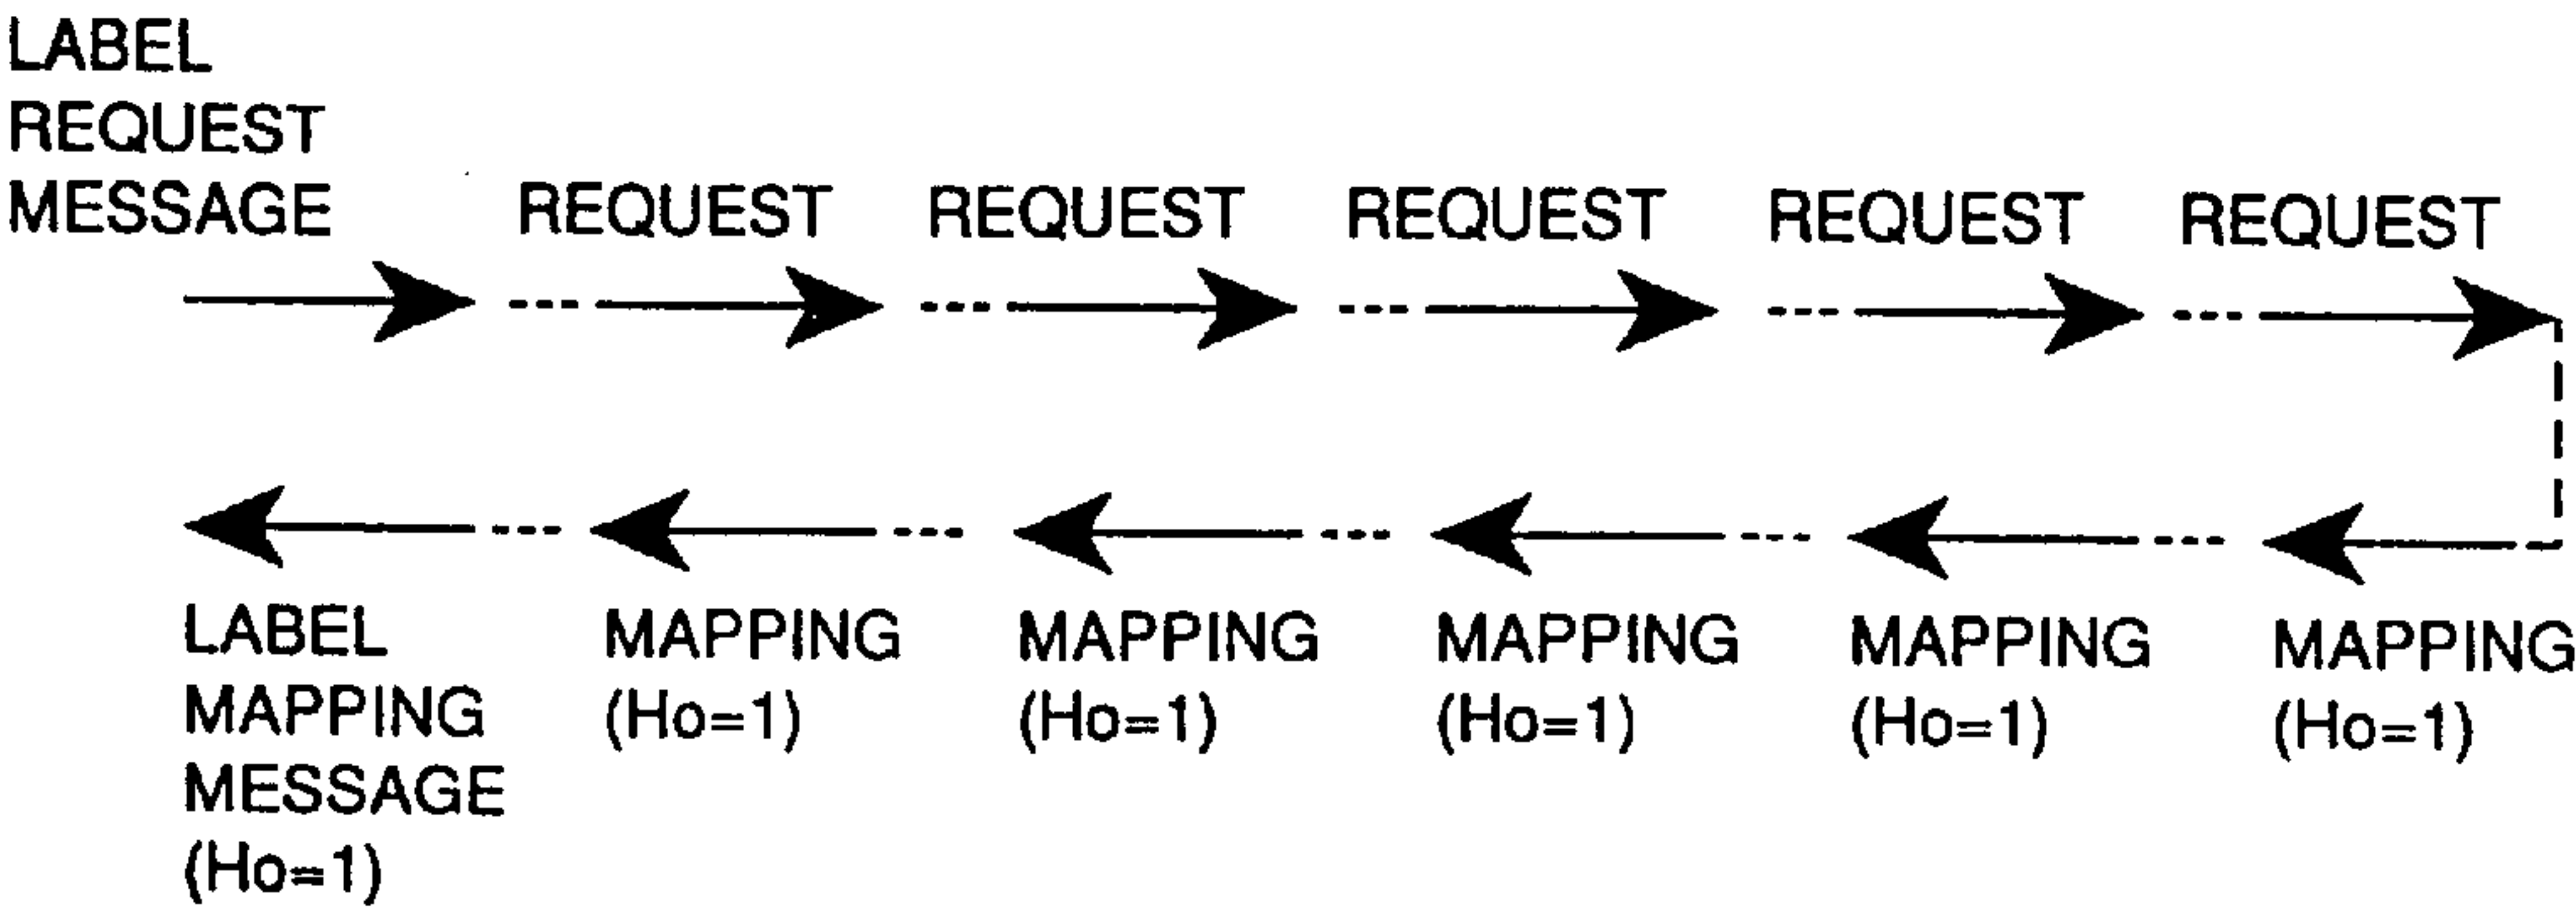 LABEL
REQUEST
MESSAGE
REQUEST
REQUEST
REQUEST
REQUEST
REQUEST
LABEL
MAPPING
MESSAGE
(Ho=1)
MAPPING
(Ho=1)
MAPPING
(Ho=1)
MAPPING
(Ho=1)
MAPPING
(Ho=1)
MAPPING
(Ho=1)